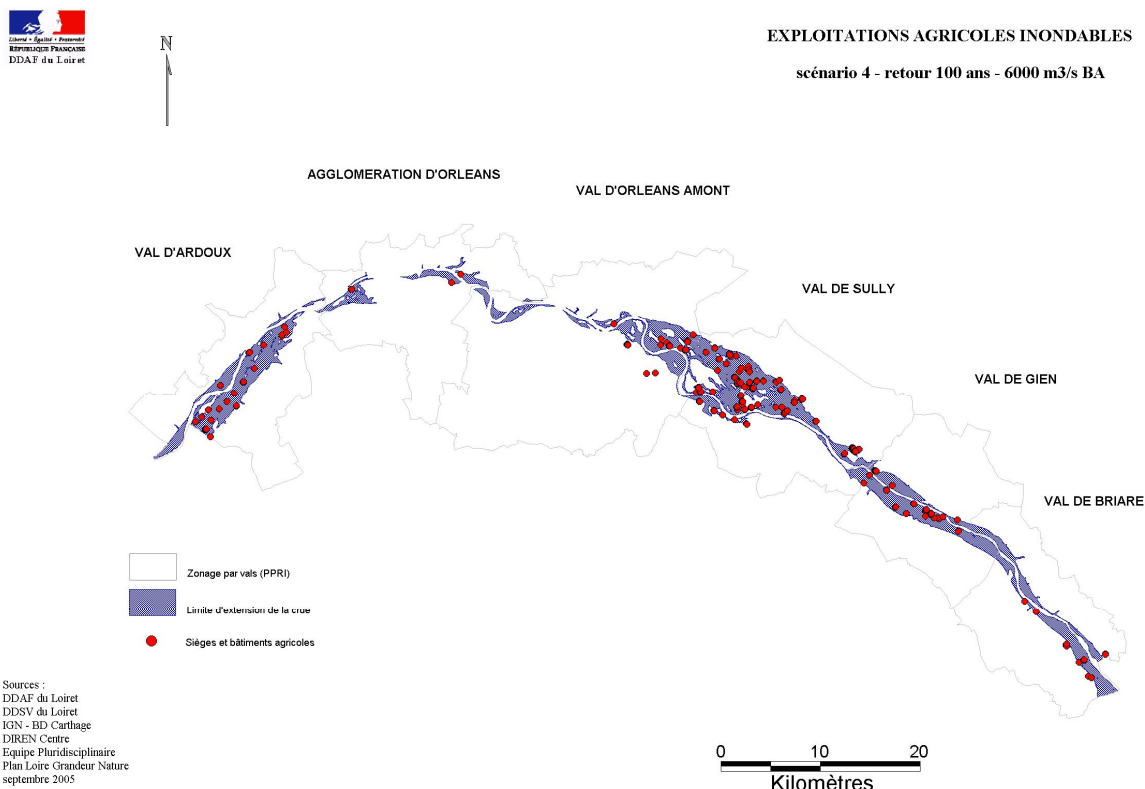 Liberté • Égalité • Fraternité
RÉPUBLIQUE FRANÇAISE
DDAF du Loiret
N
EXPLOITATIONS AGRICOLES INONDABLES
scénario 4 - retour 100 ans - 6000 m3/s BA
AGGLOMERATION D'ORLEANS
VAL D'ORLEANS AMONT
VAL D'ARDOUX
VAL DE SULLY
VAL DE GIEN
VAL DE BRIARE
Zonage par vals (PPRI)
Limite d'extension de la crue
Sièges et bâtiments agricoles
Sources :
DDAF du Loiret
DDSV du Loiret
IGN - BD Carthage
DIREN Centre
Equipe Pluridisciplinaire
Plan Loire Grandeur Nature
septembre 2005
0 10 20
Kilomètres